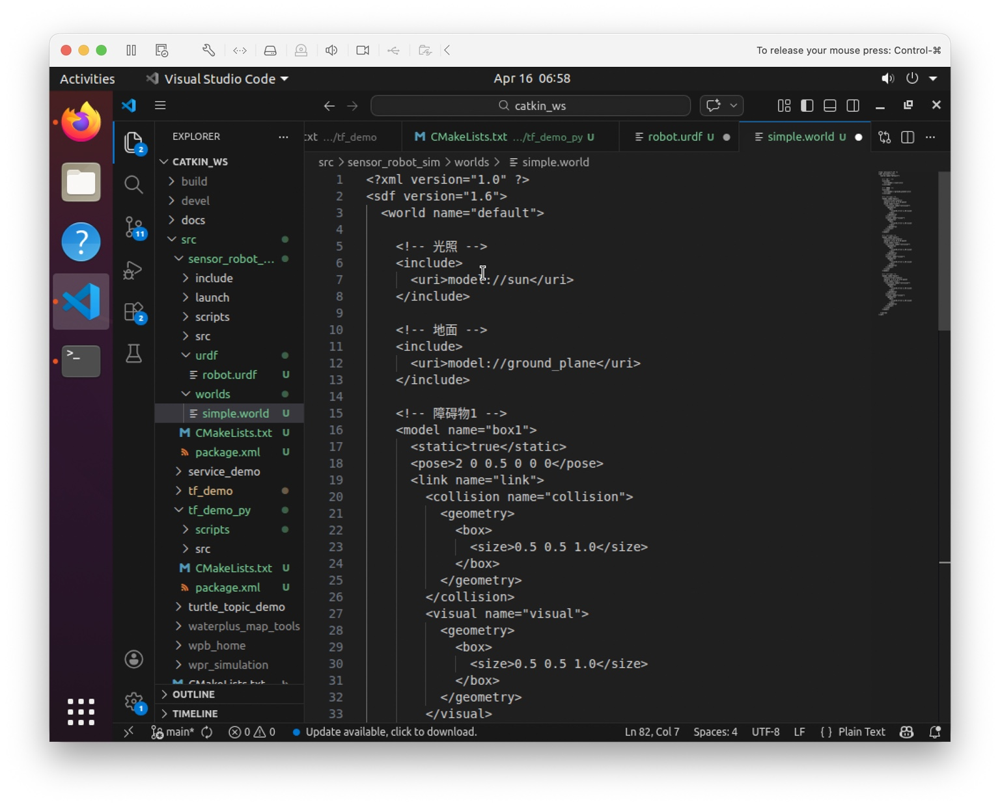 To release your mouse press: Control-⌘
Activities
Visual Studio Code
Apr 16 06:58
catkin_ws
EXPLORER
CATKIN_WS
build
devel
docs
src
sensor_robot_...
include
launch
scripts
src
urdf
robot.urdf U
worlds
simple.world U
CMakeLists.txt U
package.xml U
service_demo
tf_demo
tf_demo_py
scripts
src
CMakeLists.txt U
package.xml U
turtle_topic_demo
waterplus_map_tools
wpb_home
wpr_simulation
CMakeLists.txt
OUTLINE
TIMELINE
2
11
2
1
xt .../tf_demo
CMakeLists.txt .../tf_demo_py U
robot.urdf U
simple.world U
src > sensor_robot_sim > worlds > simple.world
1 <?xml version="1.0" ?>
2 <sdf version="1.6">
3 <world name="default">
4
5 <!-- 光照 -->
6 <include>
7 <uri>model://sun</uri>
8 </include>
9
10 <!-- 地面 -->
11 <include>
12 <uri>model://ground_plane</uri>
13 </include>
14
15 <!-- 障碍物1 -->
16 <model name="box1">
17 <static>true</static>
18 <pose>2 0 0.5 0 0 0</pose>
19 <link name="link">
20 <collision name="collision">
21 <geometry>
22 <box>
23 <size>0.5 0.5 1.0</size>
24 </box>
25 </geometry>
26 </collision>
27 <visual name="visual">
28 <geometry>
29 <box>
30 <size>0.5 0.5 1.0</size>
31 </box>
32 </geometry>
33 </visual>
main* 0 0 Update available, click to download. Ln 82, Col 7 Spaces: 4 UTF-8 LF { } Plain Text